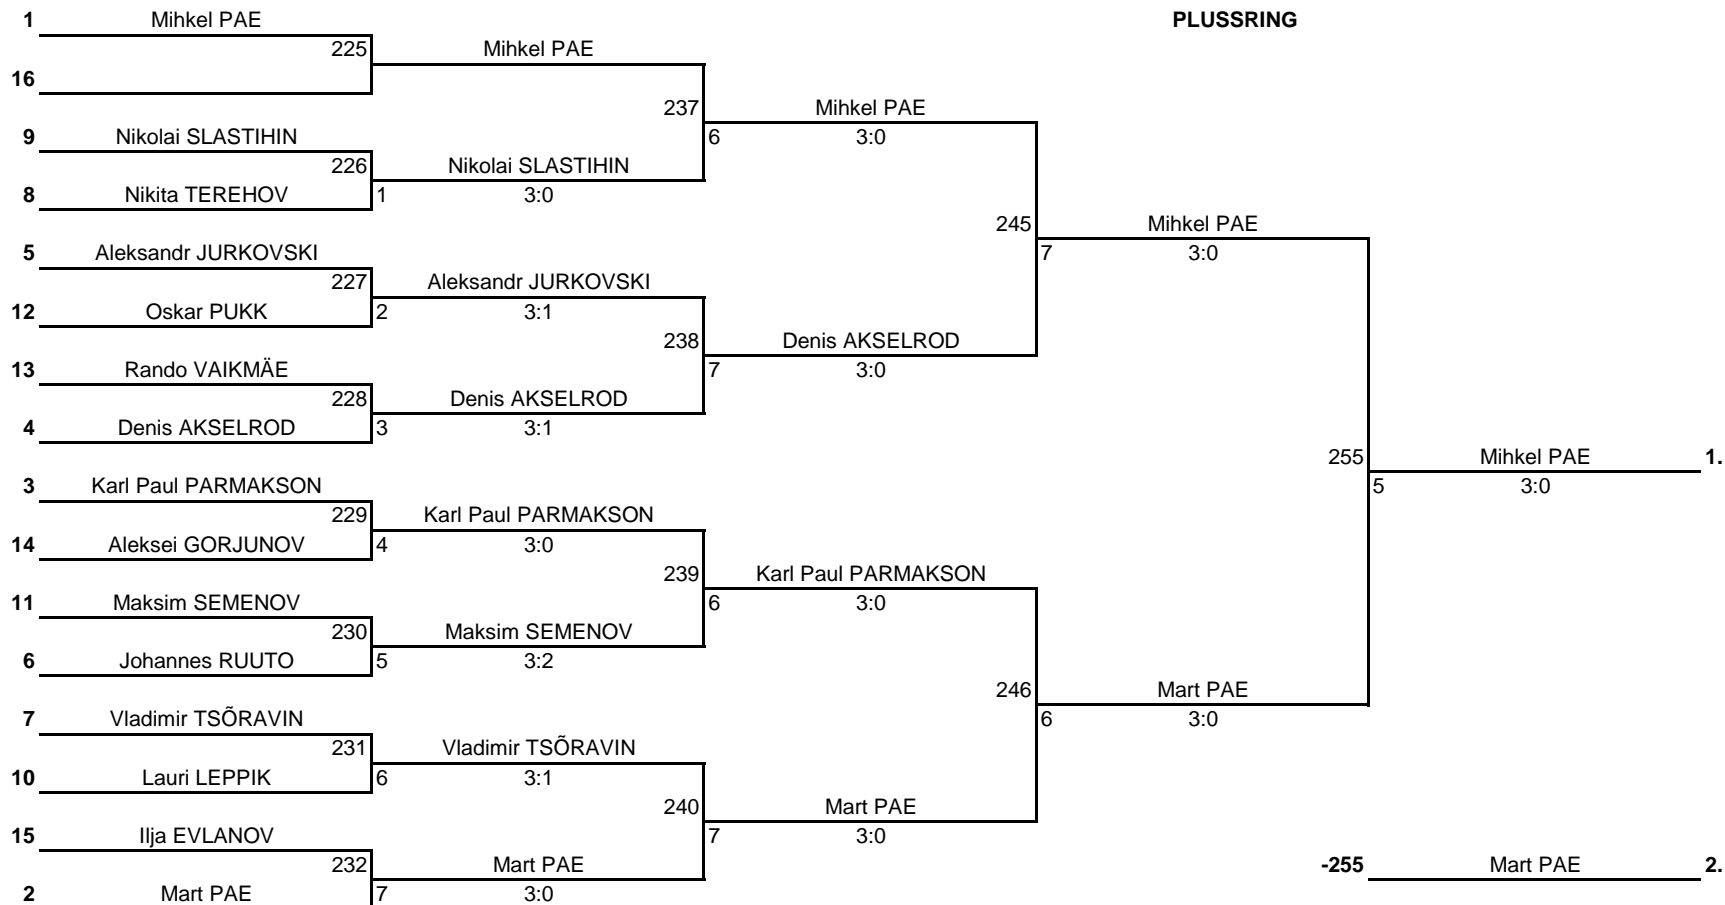 1 Mihkel PAE PLUSSRING
225 Mihkel PAE
16
237 Mihkel PAE
9 Nikolai SLASTIHIN 6 3:0
226 Nikolai SLASTIHIN
8 Nikita TEREHOV 1 3:0
245 Mihkel PAE
5 Aleksandr JURKOVSKI 7 3:0
227 Aleksandr JURKOVSKI
12 Oskar PUKK 2 3:1
238 Denis AKSELROD
13 Rando VAIKMÄE 7 3:0
228 Denis AKSELROD
4 Denis AKSELROD 3 3:1
255 Mihkel PAE 1.
3 Karl Paul PARMAKSON 5 3:0
229 Karl Paul PARMAKSON
14 Aleksei GORJUNOV 4 3:0
239 Karl Paul PARMAKSON
11 Maksim SEMENOV 6 3:0
230 Maksim SEMENOV
6 Johannes RUUTO 5 3:2
246 Mart PAE
7 Vladimir TSÕRAVIN 6 3:0
231 Vladimir TSÕRAVIN
10 Lauri LEPPIK 6 3:1
240 Mart PAE
15 Ilja EVLANOV 7 3:0
232 Mart PAE -255 Mart PAE 2.
2 Mart PAE 7 3:0